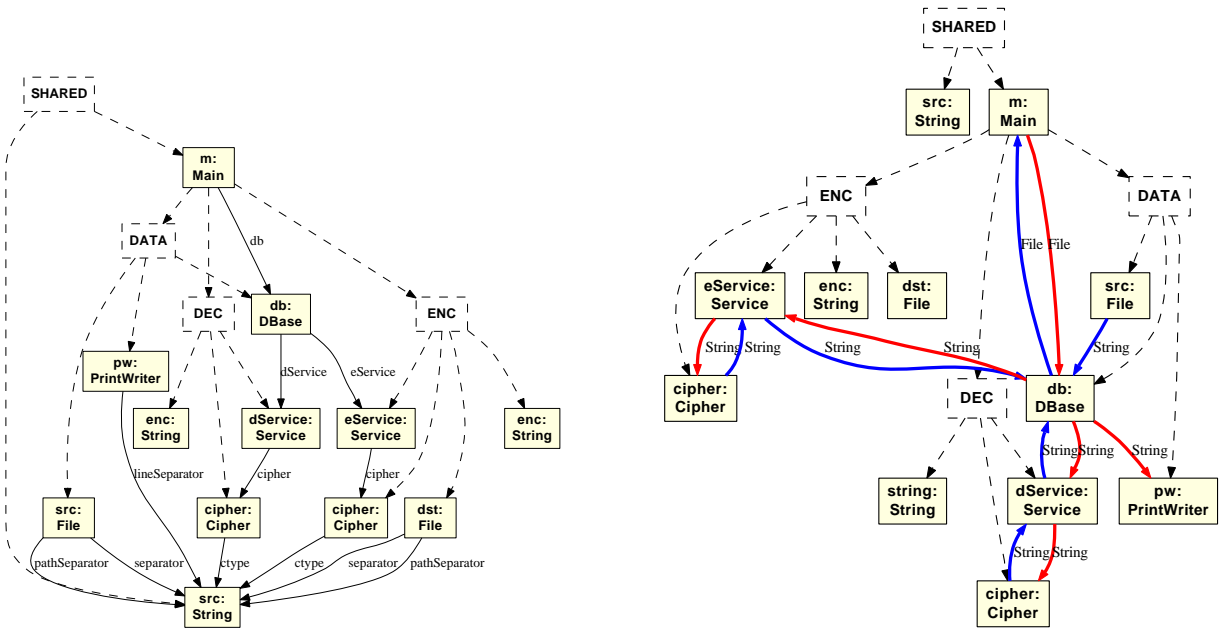 SHARED
m:
Main
DATA
db
DEC
db:
DBase
ENC
pw:
PrintWriter
dService
eService
enc:
String
dService:
Service
eService:
Service
enc:
String
lineSeparator
cipher
cipher
src:
File
cipher:
Cipher
cipher:
Cipher
dst:
File
pathSeparator
separator
ctype
ctype
separator
pathSeparator
src:
String
SHARED
src:
String
m:
Main
ENC
DATA
File
File
eService:
Service
enc:
String
dst:
File
src:
File
String
String
String
String
cipher:
Cipher
DEC
db:
DBase
String
String
String
string:
String
dService:
Service
pw:
PrintWriter
String
String
cipher:
Cipher